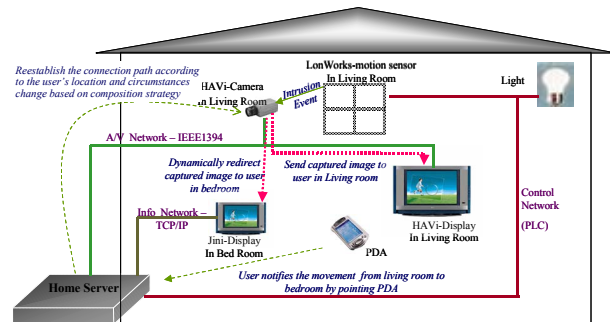 LonWorks-motion sensor
In Living Room
Reestablish the connection path according
to the user's location and circumstances
change based on composition strategy
HAVi-Camera
In Living Room
Intrusion
Event
Light
A/V Network – IEEE1394
Dynamically redirect
captured image to user
in bedroom
Send captured image to
user in Living room
Info Network –
TCP/IP
Jini-Display
In Bed Room
PDA
HAVi-Display
In Living Room
Control
Network
(PLC)
User notifies the movement from living room to
bedroom by pointing PDA
Home Server